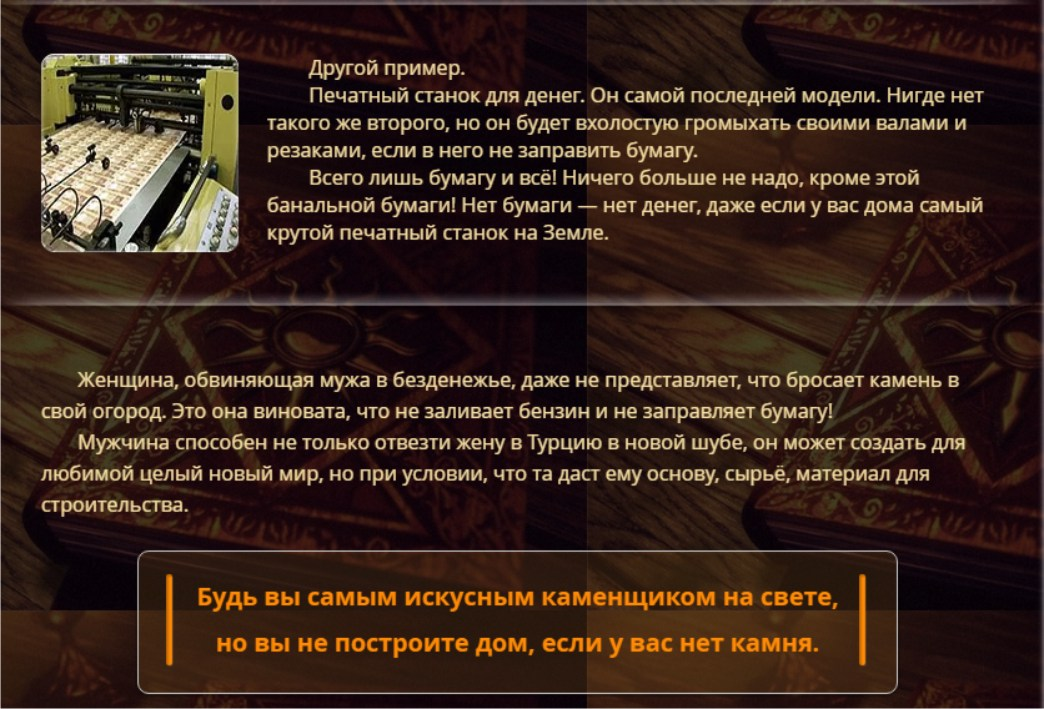 Другой пример.
Печатный станок для денег. Он самой последней модели. Нигде нет
такого же второго, но он будет вхолостую громыхать своими валами и
резаками, если в него не заправить бумагу.
Всего лишь бумагу и всё! Ничего больше не надо, кроме этой
банальной бумаги! Нет бумаги — нет денег, даже если у вас дома самый
крутой печатный станок на Земле.
Женщина, обвиняющая мужа в безденежье, даже не представляет, что бросает камень в
свой огород. Это она виновата, что не заливает бензин и не заправляет бумагу!
Мужчина способен не только отвезти жену в Турцию в новой шубе, он может создать для
любимой целый новый мир, но при условии, что та даст ему основу, сырьё, материал для
строительства.
Будь вы самым искусным каменщиком на свете,
но вы не построите дом, если у вас нет камня.